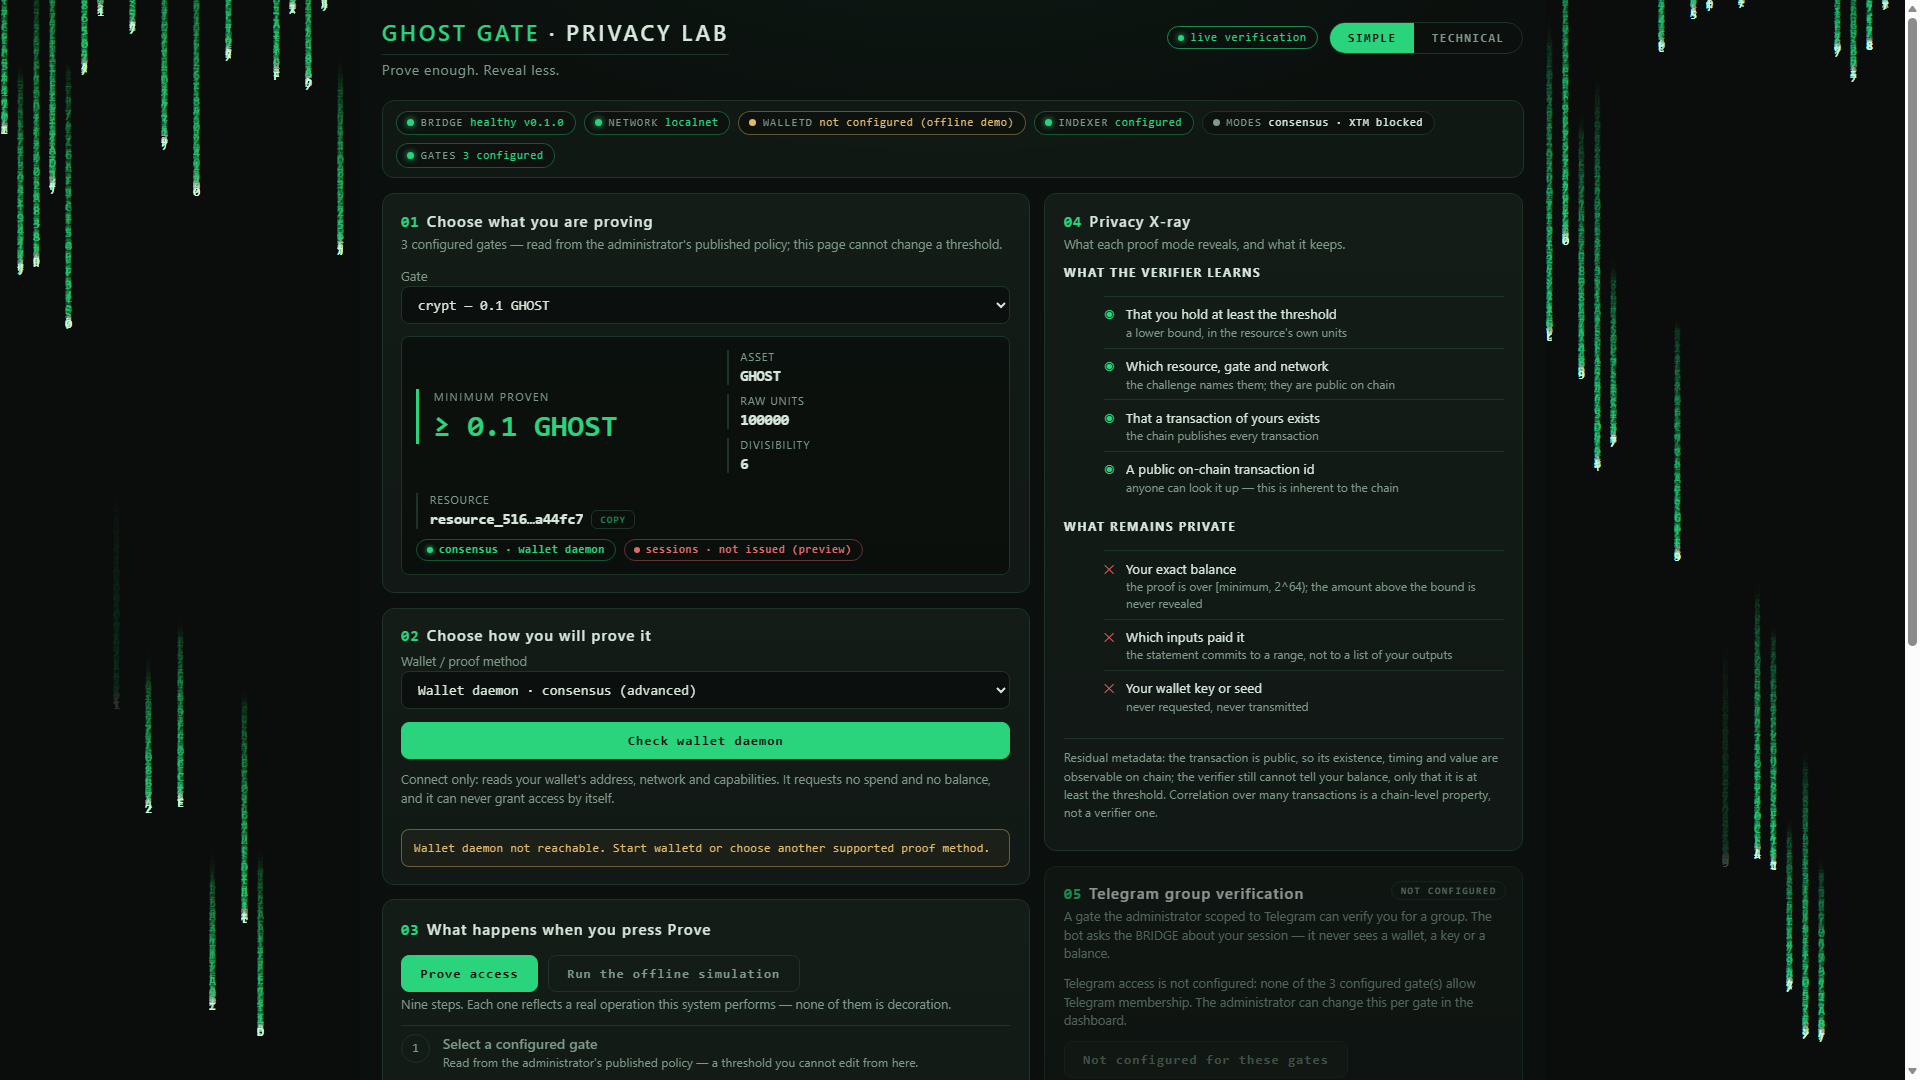 GHOST GATE · PRIVACY LAB
Prove enough. Reveal less.
live verification
SIMPLE
TECHNICAL
BRIDGE healthy v0.1.0
NETWORK localnet
WALLETD not configured (offline demo)
INDEXER configured
MODES consensus · XTM blocked
GATES 3 configured
01 Choose what you are proving
3 configured gates — read from the administrator's published policy; this page cannot change a threshold.
Gate
crypt — 0.1 GHOST
MINIMUM PROVEN
≥ 0.1 GHOST
ASSET
GHOST
RAW UNITS
100000
DIVISIBILITY
6
RESOURCE
resource_516…a44fc7
COPY
consensus · wallet daemon
sessions · not issued (preview)
02 Choose how you will prove it
Wallet / proof method
Wallet daemon · consensus (advanced)
Check wallet daemon
Connect only: reads your wallet's address, network and capabilities. It requests no spend and no balance,
and it can never grant access by itself.
Wallet daemon not reachable. Start walletd or choose another supported proof method.
03 What happens when you press Prove
Prove access
Run the offline simulation
Nine steps. Each one reflects a real operation this system performs — none of them is decoration.
1
Select a configured gate
Read from the administrator's published policy — a threshold you cannot edit from here.
04 Privacy X-ray
What each proof mode reveals, and what it keeps.
WHAT THE VERIFIER LEARNS
That you hold at least the threshold
a lower bound, in the resource's own units
Which resource, gate and network
the challenge names them; they are public on chain
That a transaction of yours exists
the chain publishes every transaction
A public on-chain transaction id
anyone can look it up — this is inherent to the chain
WHAT REMAINS PRIVATE
Your exact balance
the proof is over [minimum, 2^64); the amount above the bound is
never revealed
Which inputs paid it
the statement commits to a range, not to a list of your outputs
Your wallet key or seed
never requested, never transmitted
Residual metadata: the transaction is public, so its existence, timing and value are
observable on chain; the verifier still cannot tell your balance, only that it is at
least the threshold. Correlation over many transactions is a chain-level property,
not a verifier one.
05 Telegram group verification
NOT CONFIGURED
A gate the administrator scoped to Telegram can verify you for a group. The
bot asks the BRIDGE about your session — it never sees a wallet, a key or a
balance.
Telegram access is not configured: none of the 3 configured gate(s) allow
Telegram membership. The administrator can change this per gate in the
dashboard.
Not configured for these gates